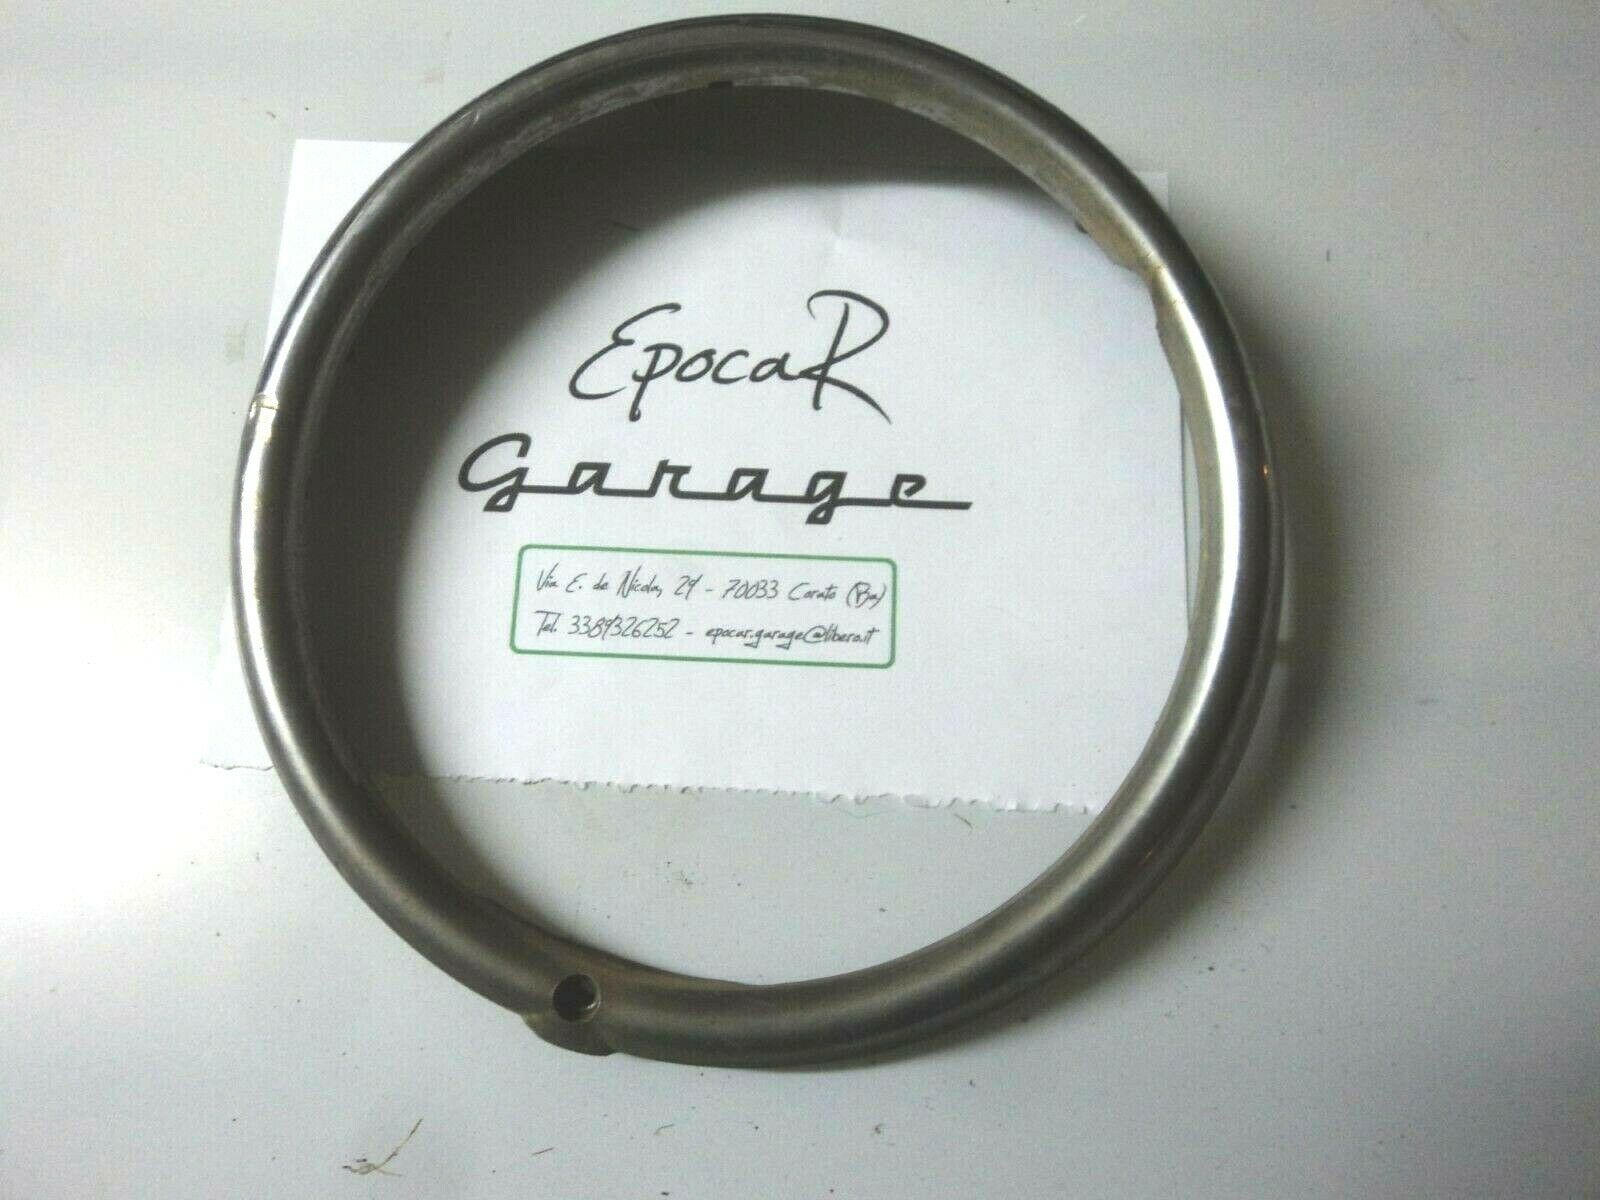 EpocaR
Garage
Via E. de Nicola, 29 - 70033 Corato (Ba)
Tel. 3389326252 - epocar.garage@libero.it